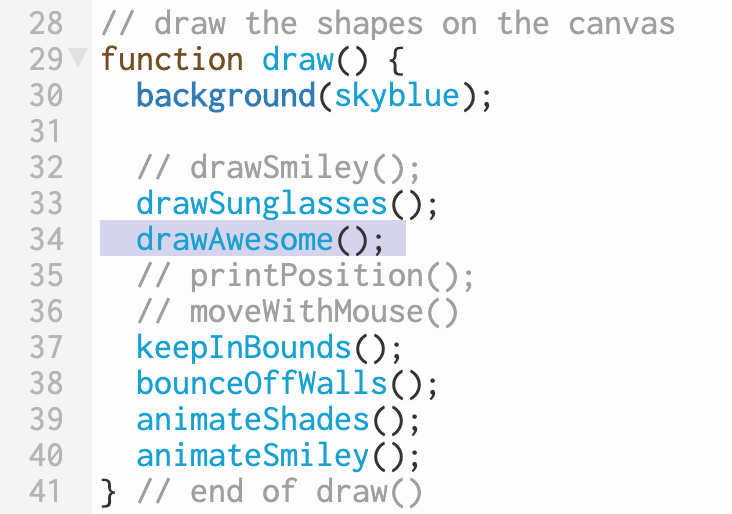 28 // draw the shapes on the canvas
29 function draw() {
30 background(skyblue);
31
32 // drawSmiley();
33 drawSunglasses();
34 drawAwesome();
35 // printPosition();
36 // moveWithMouse()
37 keepInBounds();
38 bounceOffWalls();
39 animateShades();
40 animateSmiley();
41 } // end of draw()